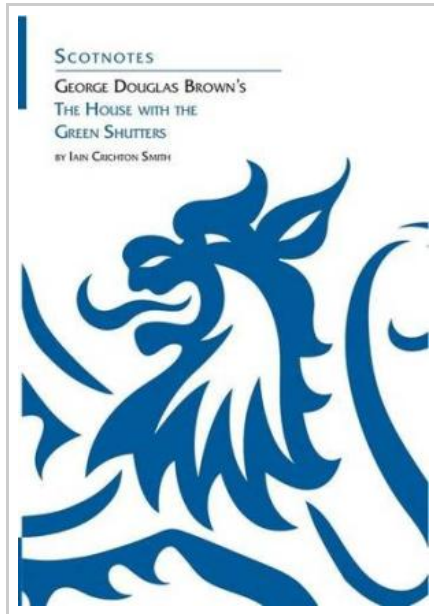 Scotnotes
George Douglas Brown's
The House with the
Green Shutters
by Iain Crichton Smith